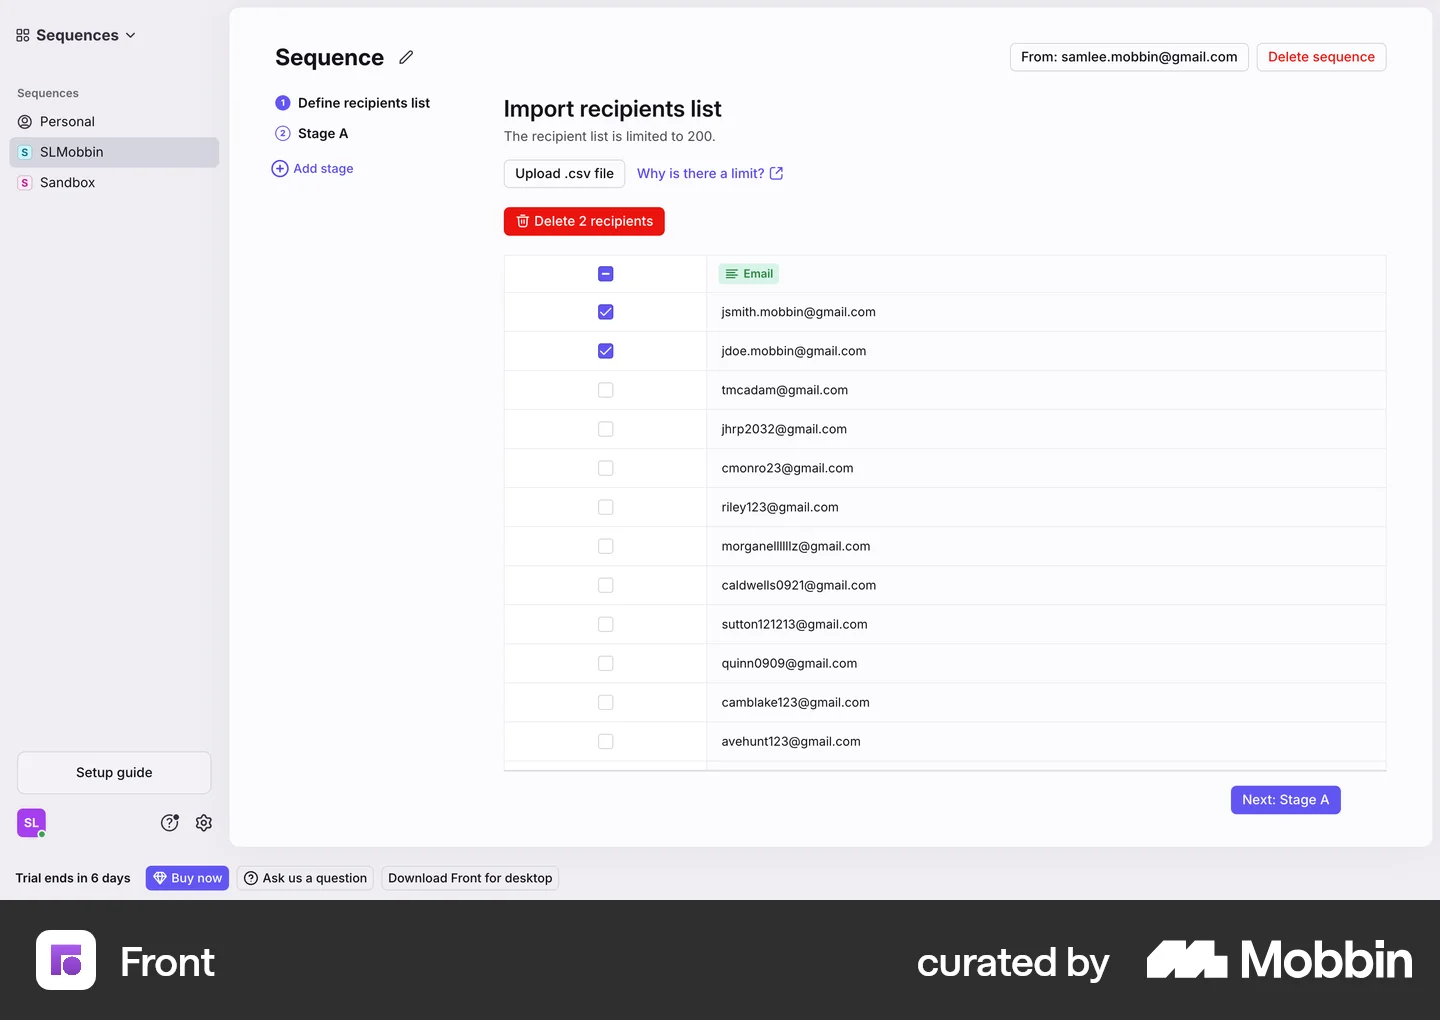 Sequences
Sequences
Personal
S SLMobbin
S Sandbox
Setup guide
SL
Sequence
From: samlee.mobbin@gmail.com
Delete sequence
1 Define recipients list
2 Stage A
Add stage
Import recipients list
The recipient list is limited to 200.
Upload .csv file
Why is there a limit?
Delete 2 recipients
Email
jsmith.mobbin@gmail.com
jdoe.mobbin@gmail.com
tmcadam@gmail.com
jhrp2032@gmail.com
cmonro23@gmail.com
riley123@gmail.com
morganellllllz@gmail.com
caldwells0921@gmail.com
sutton121213@gmail.com
quinn0909@gmail.com
camblake123@gmail.com
avehunt123@gmail.com
Next: Stage A
Trial ends in 6 days
Buy now
Ask us a question
Download Front for desktop
Front
curated by
Mobbin